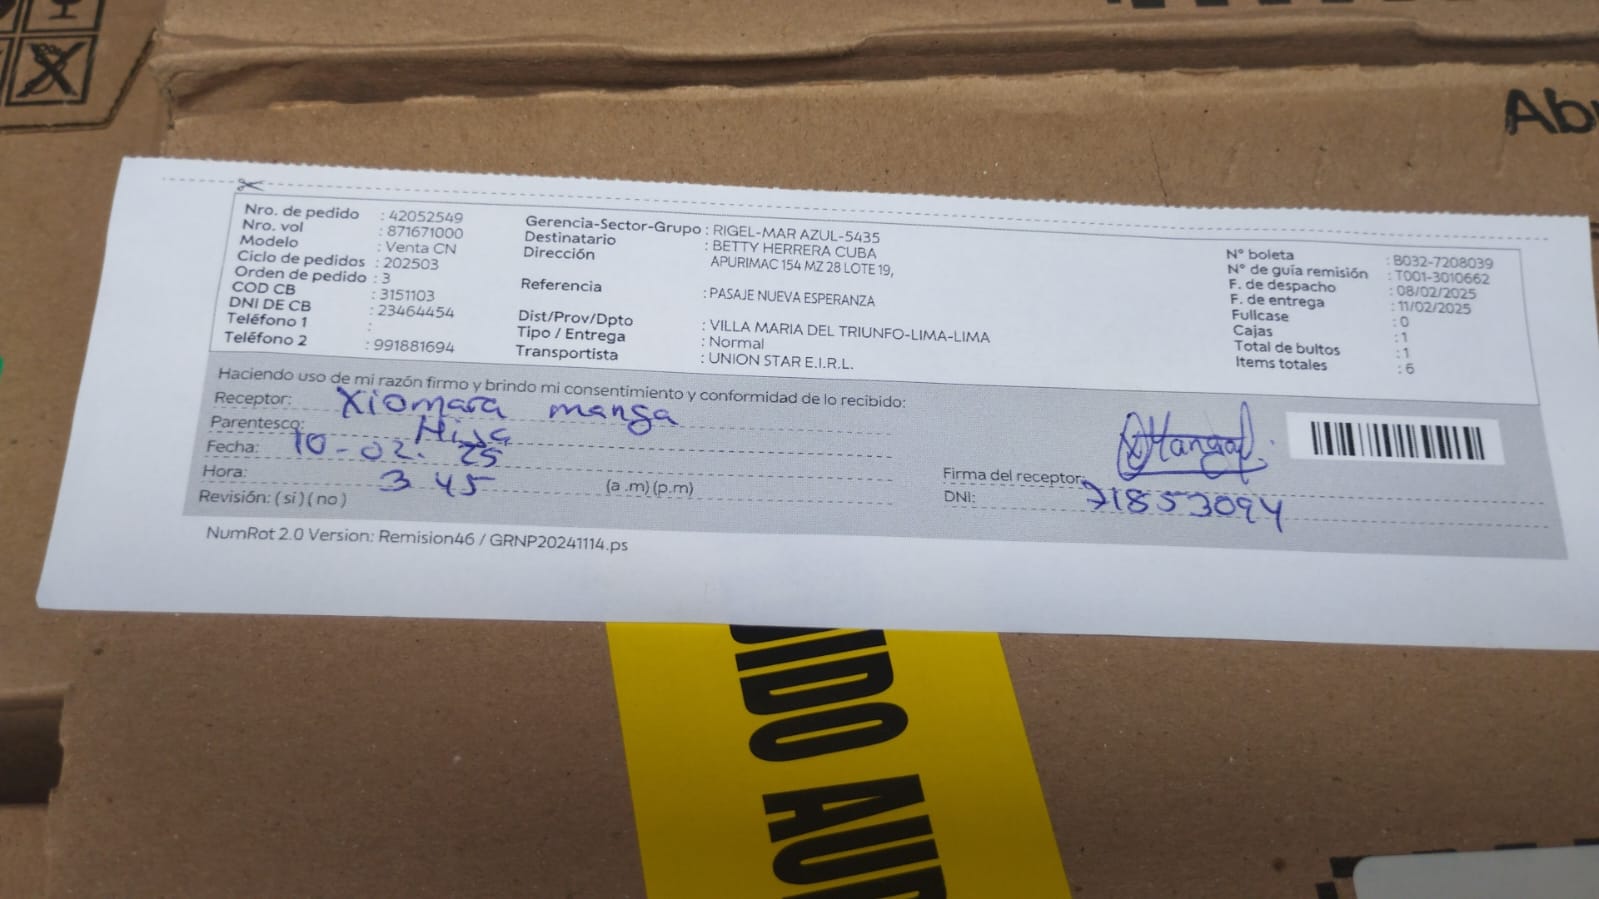 Abr
Nro. de pedido : 42052549
Nro. vol : 871671000
Modelo : Venta CN
Ciclo de pedidos : 202503
Orden de pedido : 3
COD CB : 3151103
DNI DE CB : 23464454
Teléfono 1 :
Teléfono 2 : 991881694
Gerencia-Sector-Grupo : RIGEL-MAR AZUL-5435
Destinatario : BETTY HERRERA CUBA
Dirección APURIMAC 154 MZ 28 LOTE 19,
Referencia : PASAJE NUEVA ESPERANZA
Dist/Prov/Dpto : VILLA MARIA DEL TRIUNFO-LIMA-LIMA
Tipo / Entrega : Normal
Transportista : UNION STAR E.I.R.L.
N° boleta : B032-7208039
N° de guía remisión : T001-3010662
F. de despacho : 08/02/2025
F. de entrega : 11/02/2025
Fullcase : 0
Cajas : 1
Total de bultos : 1
Items totales : 6
Haciendo uso de mi razón firmo y brindo mi consentimiento y conformidad de lo recibido:
Receptor: Xiomara manga
Parentesco: Hija
Fecha: 10-02. 25
Hora: 3 45 (a .m) (p.m)
Revisión: ( si ) ( no )
Firma del receptor:
DNI: 71853094
NumRot 2.0 Version: Remision46 / GRNP20241114.ps
IDO AU